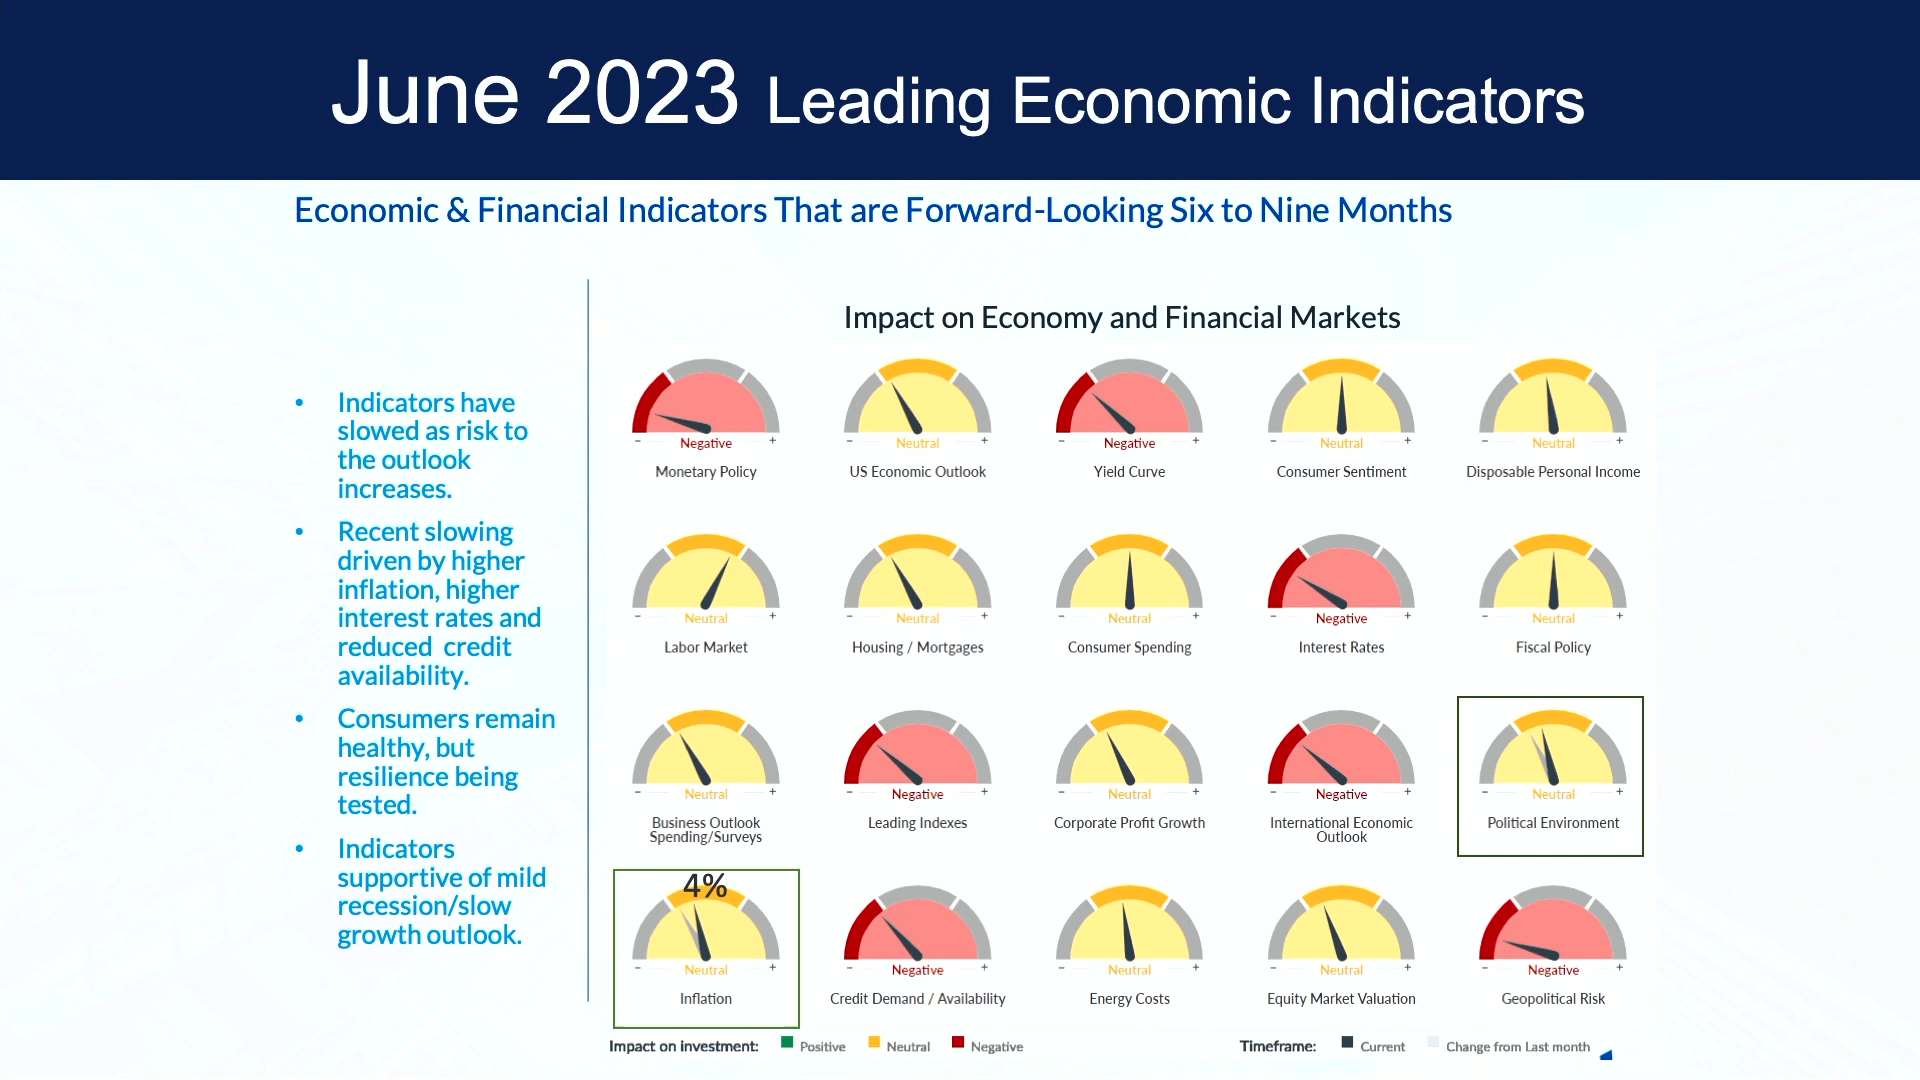 June 2023 Leading Economic Indicators
Economic & Financial Indicators That are Forward-Looking Six to Nine Months
• Indicators have
slowed as risk to
the outlook
increases.
• Recent slowing
driven by higher
inflation, higher
interest rates and
reduced credit
availability.
• Consumers remain
healthy, but
resilience being
tested.
• Indicators
supportive of mild
recession/slow
growth outlook.
Impact on Economy and Financial Markets
- Negative +
Monetary Policy
- Neutral +
US Economic Outlook
- Negative +
Yield Curve
- Neutral +
Consumer Sentiment
- Neutral +
Disposable Personal Income
- Neutral +
Labor Market
- Neutral +
Housing / Mortgages
- Neutral +
Consumer Spending
- Negative +
Interest Rates
- Neutral +
Fiscal Policy
- Neutral +
Business Outlook
Spending/Surveys
- Negative +
Leading Indexes
- Neutral +
Corporate Profit Growth
- Negative +
International Economic
Outlook
- Neutral +
Political Environment
4%
- Neutral +
Inflation
- Negative +
Credit Demand / Availability
- Neutral +
Energy Costs
- Neutral +
Equity Market Valuation
- Negative +
Geopolitical Risk
Impact on investment: Positive Neutral Negative
Timeframe: Current Change from Last month